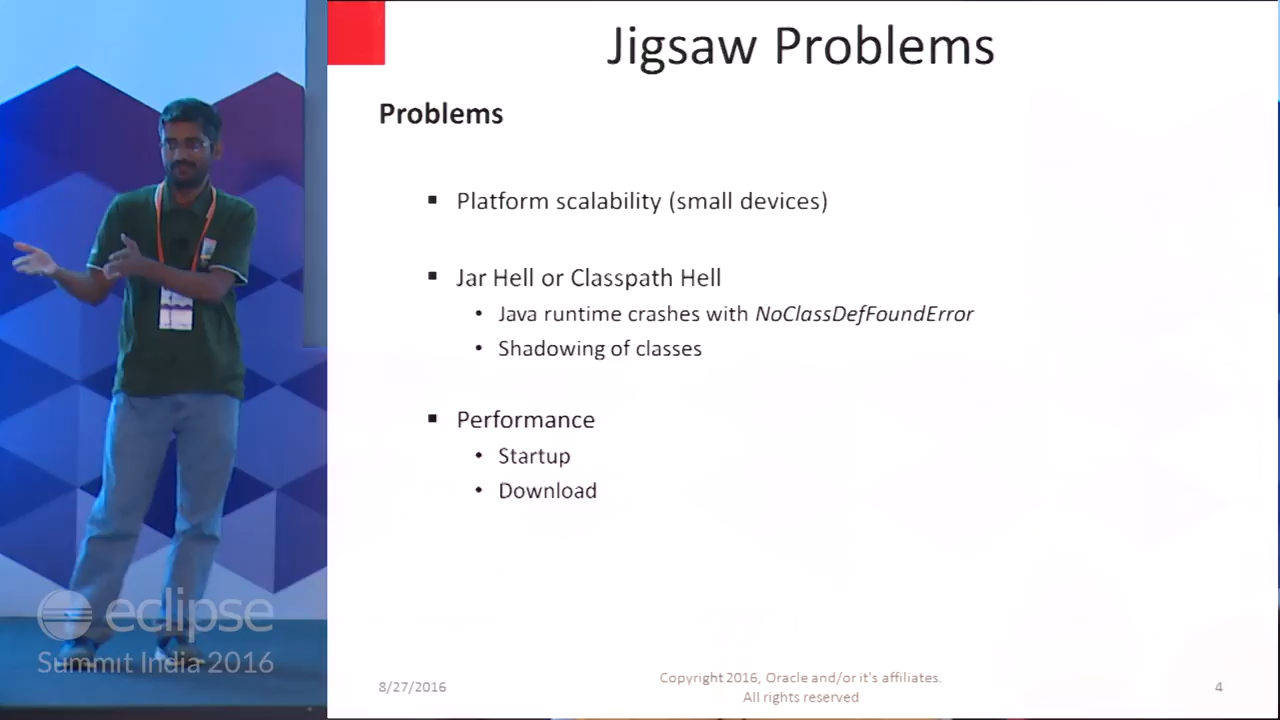 Jigsaw Problems
Problems
▪ Platform scalability (small devices)
▪ Jar Hell or Classpath Hell
• Java runtime crashes with NoClassDefFoundError
• Shadowing of classes
▪ Performance
• Startup
• Download
eclipse
Summit India 2016
8/27/2016
Copyright 2016, Oracle and/or it's affiliates.
All rights reserved
4